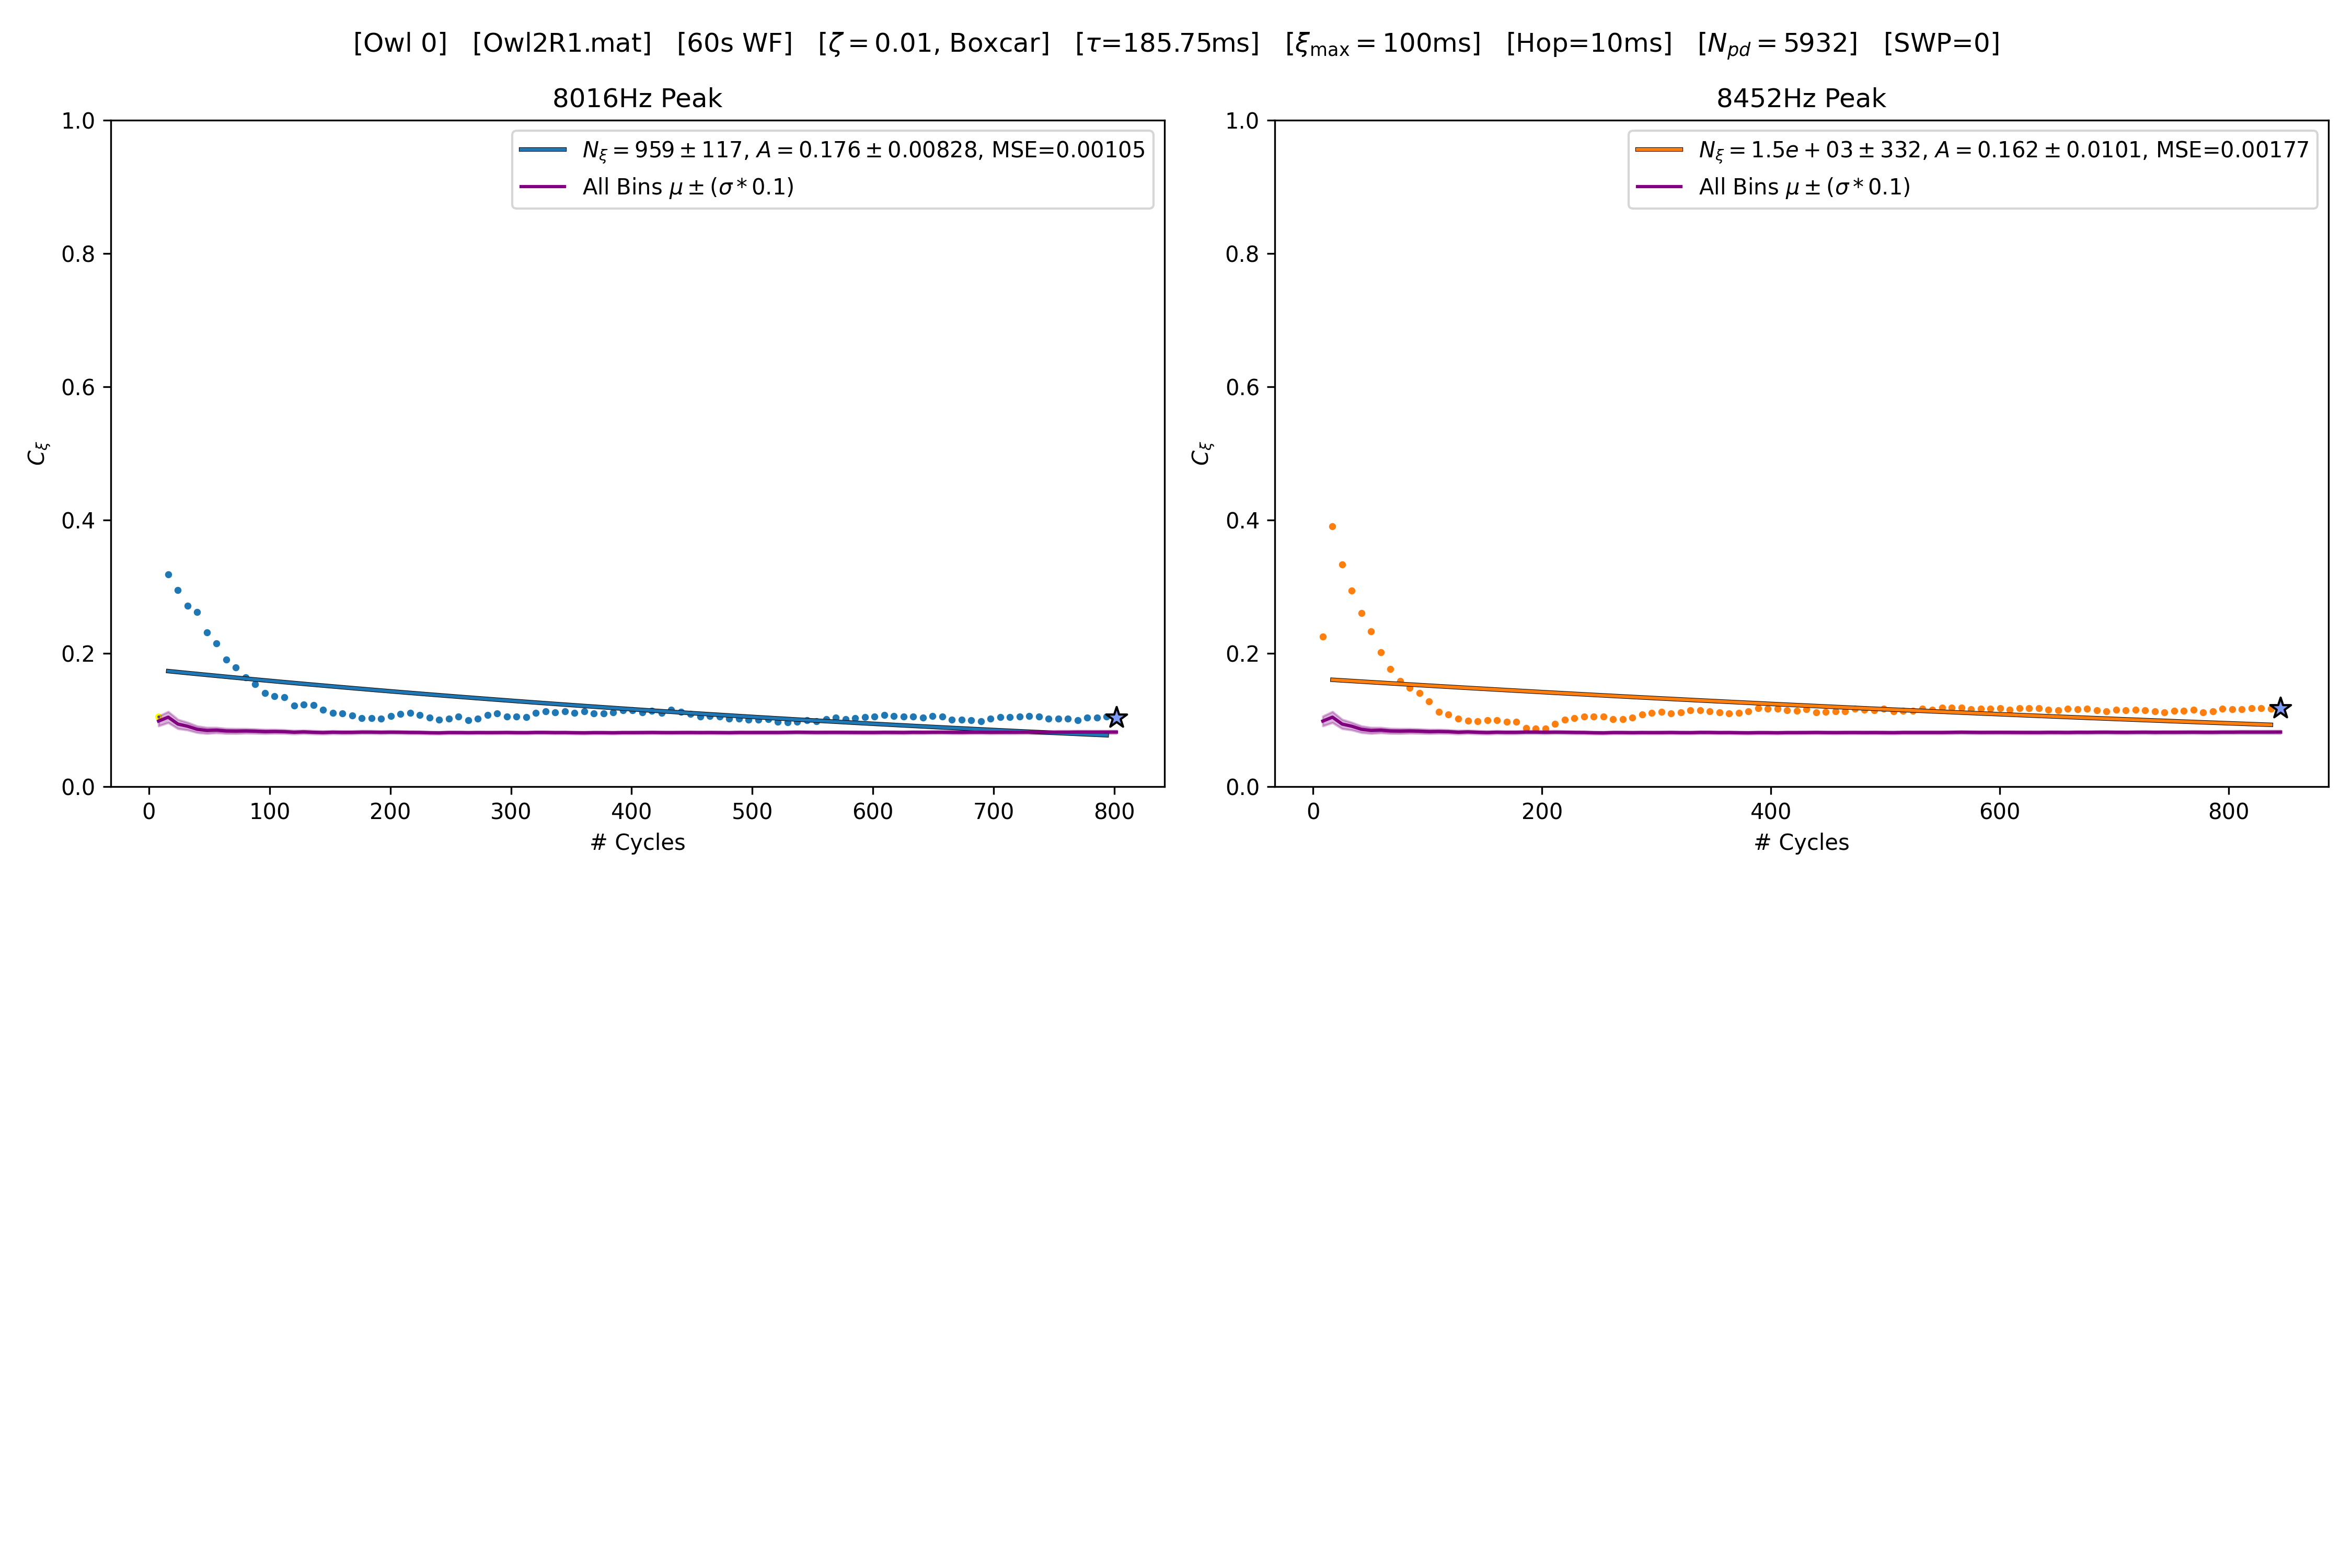 [Owl 0] [Owl2R1.mat] [60s WF] [ζ = 0.01, Boxcar] [τ=185.75ms] [ξmax = 100ms] [Hop=10ms] [Npd = 5932] [SWP=0]
8016Hz Peak
Nξ = 959 ± 117, A = 0.176 ± 0.00828, MSE=0.00105
All Bins μ ± (σ * 0.1)
1.0
0.8
0.6
0.4
0.2
0.0
Cξ
0 100 200 300 400 500 600 700 800
# Cycles
8452Hz Peak
Nξ = 1.5e + 03 ± 332, A = 0.162 ± 0.0101, MSE=0.00177
All Bins μ ± (σ * 0.1)
1.0
0.8
0.6
0.4
0.2
0.0
Cξ
0 200 400 600 800
# Cycles